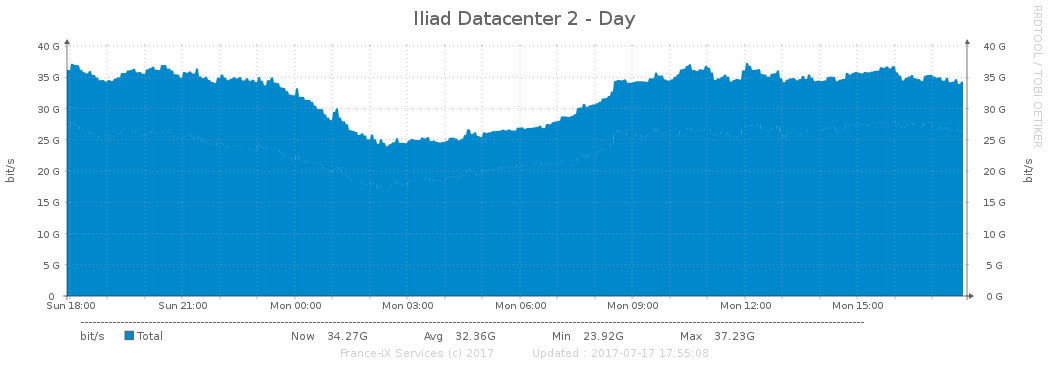 Iliad Datacenter 2 - Day
RRDTOOL / TOBI OETIKER
40 G 40 G
35 G 35 G
30 G 30 G
25 G 25 G
20 G 20 G
15 G 15 G
10 G 10 G
5 G 5 G
0 0 G
bit/s
bit/s
Sun 18:00 Sun 21:00 Mon 00:00 Mon 03:00 Mon 06:00 Mon 09:00 Mon 12:00 Mon 15:00
bit/s Total Now 34.27G Avg 32.36G Min 23.92G Max 37.23G
France-IX Services (c) 2017 Updated : 2017-07-17 17:55:08